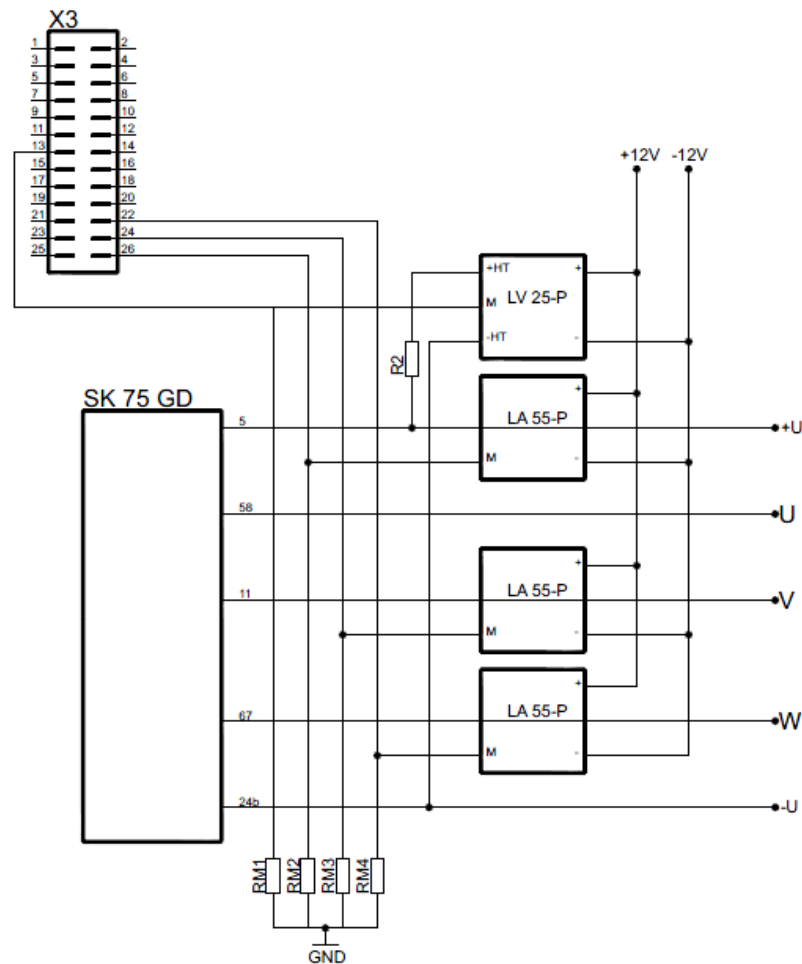 X3
1 2
3 4
5 6
7 8
9 10
11 12
13 14
15 16
17 18
19 20
21 22
23 24
25 26
+12V -12V
+HT +
M LV 25-P
-HT -
R2
SK 75 GD
+
LA 55-P
5 +U
M -
58 U
+
LA 55-P
11 V
M -
+
LA 55-P
67 W
M -
24b -U
RM1 RM2 RM3 RM4
GND